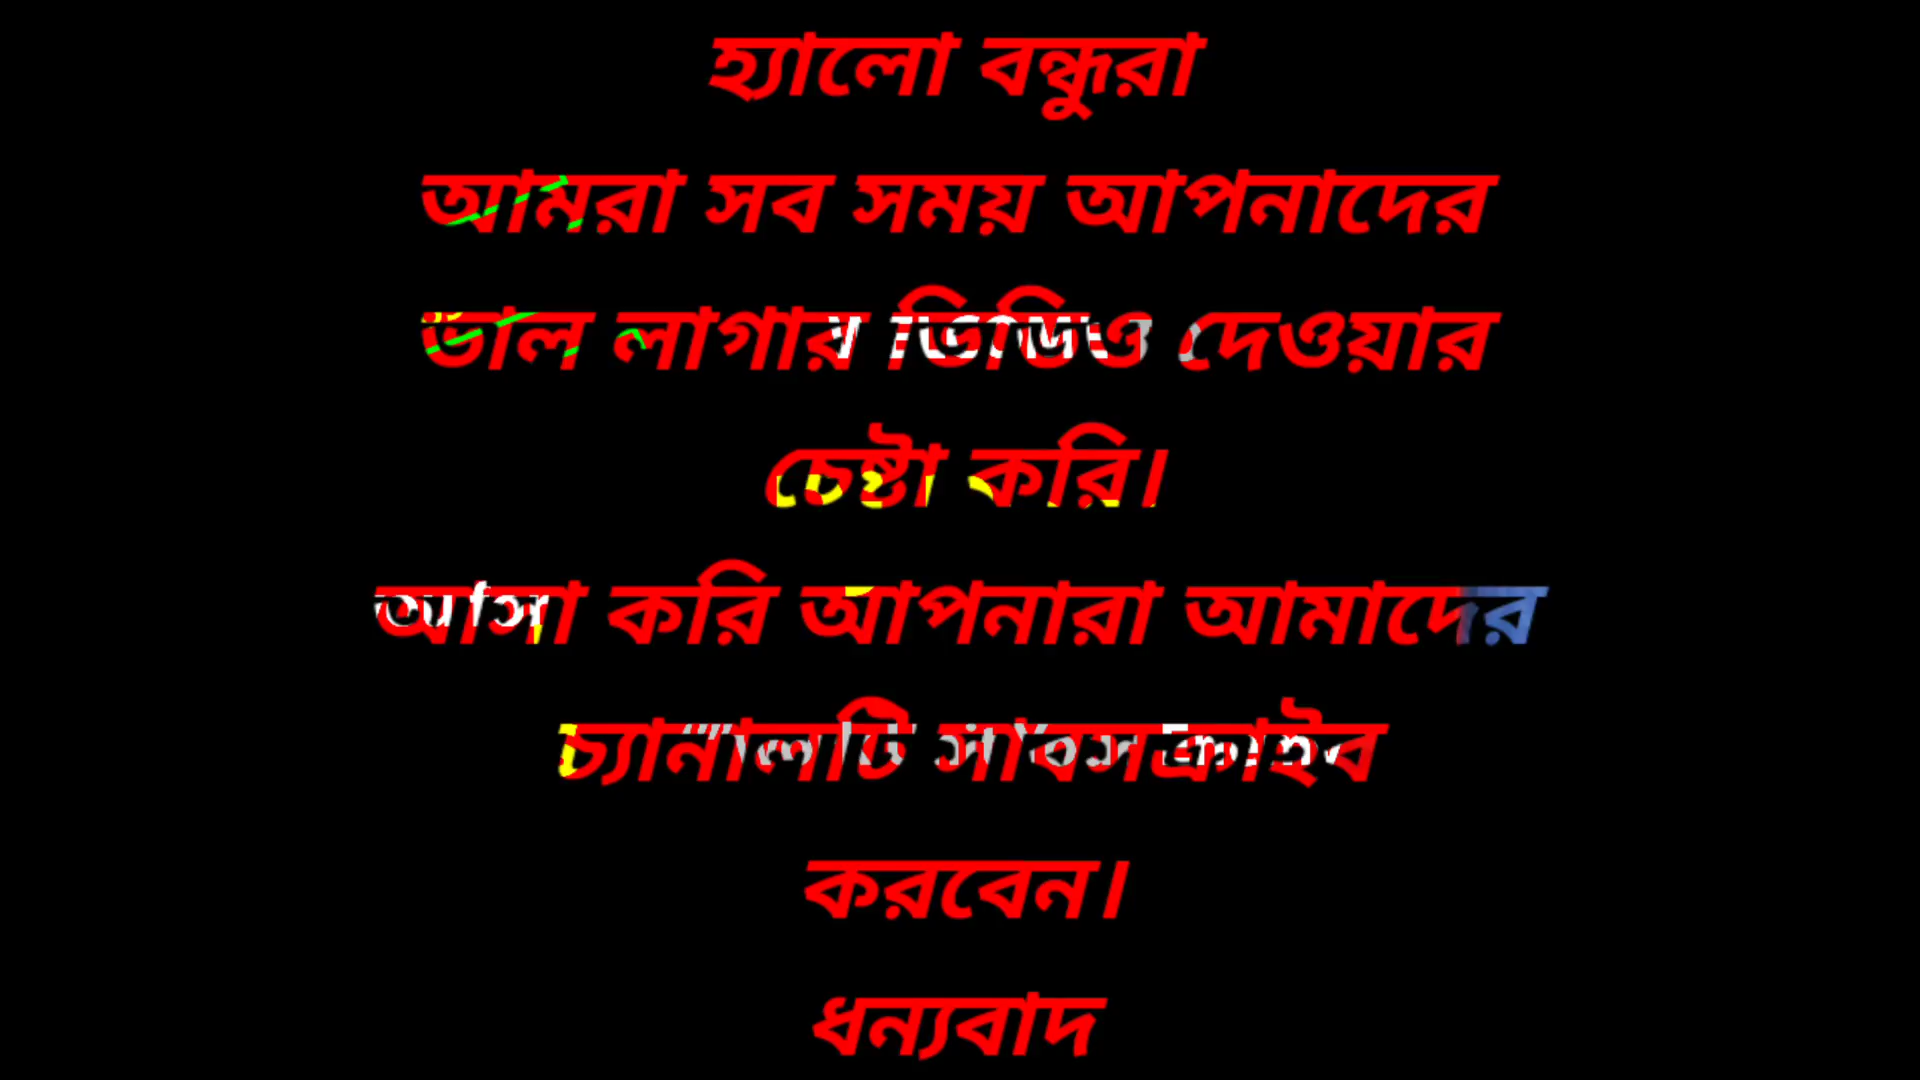 হ্যালো বন্ধুরা
আমরা সব সময় আপনাদের
ভাল লাগার ভিডিও দেওয়ার
চেষ্টা করি।
আসা করি আপনারা আমাদের
চ্যানালটি সাবসক্রাইব
করবেন।
ধন্যবাদ